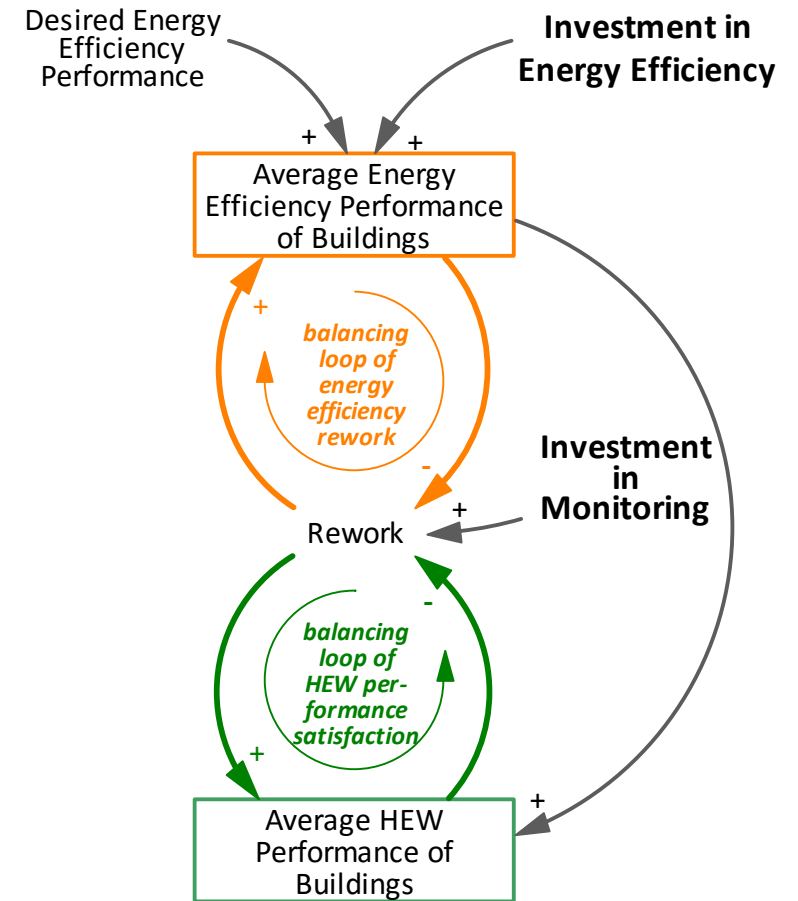 Desired Energy
Efficiency
Performance
Investment in
Energy Efficiency
+
+
Average Energy
Efficiency Performance
of Buildings
+
balancing
loop of
energy
efficiency
rework
-
Investment
in
Monitoring
+
Rework
-
balancing
loop of
HEW per-
formance
satisfaction
+
+
Average HEW
Performance of
Buildings